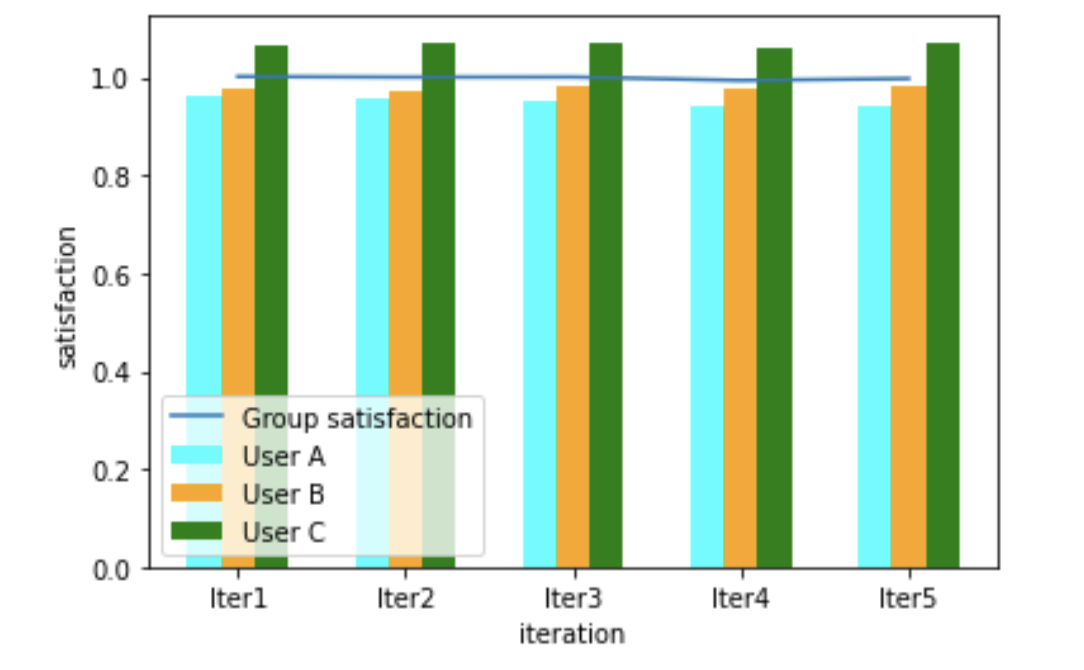 satisfaction
1.0
0.8
0.6
0.4
0.2
0.0
Group satisfaction
User A
User B
User C
Iter1 Iter2 Iter3 Iter4 Iter5
iteration